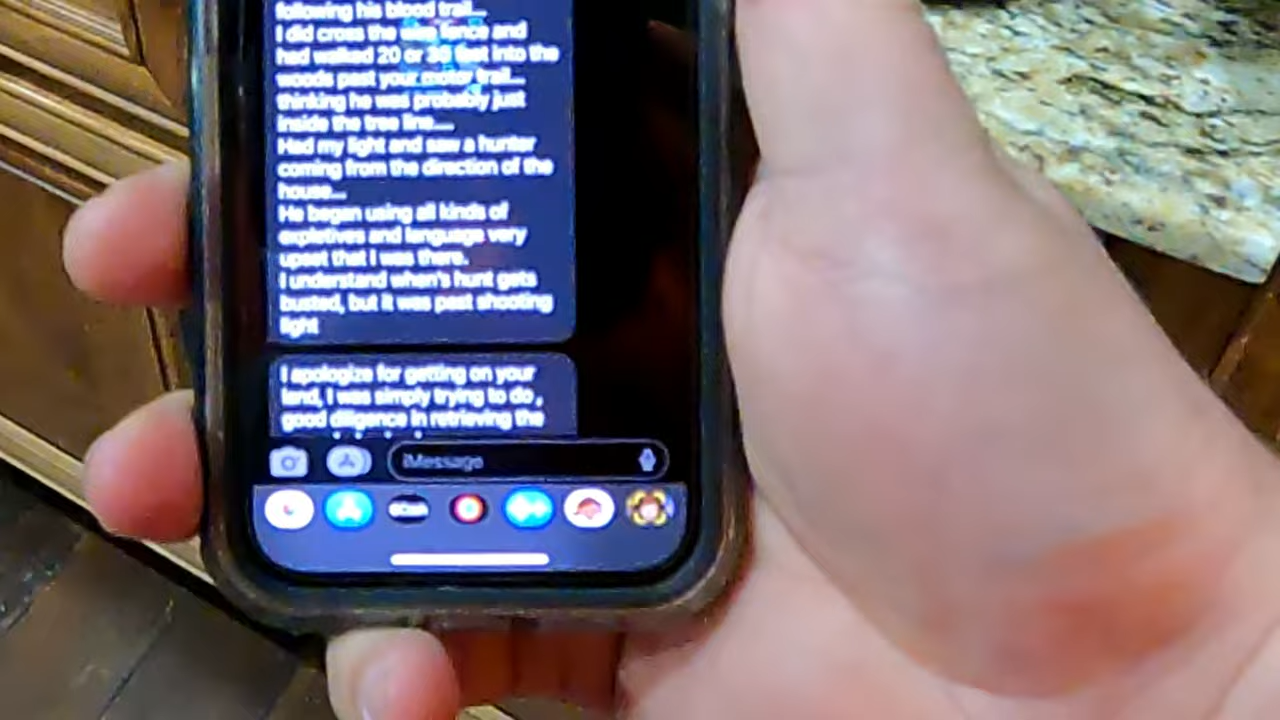 following his blood trail...
I did cross the wire fence and
had walked 20 or 30 feet into the
woods past your motor trail...
thinking he was probably just
inside the tree line....
Had my light and saw a hunter
coming from the direction of the
house...
He began using all kinds of
expletives and language very
upset that I was there.
I understand when's hunt gets
busted, but it was past shooting
light
I apologize for getting on your
land, I was simply trying to do ,
good diligence in retrieving the
iMessage